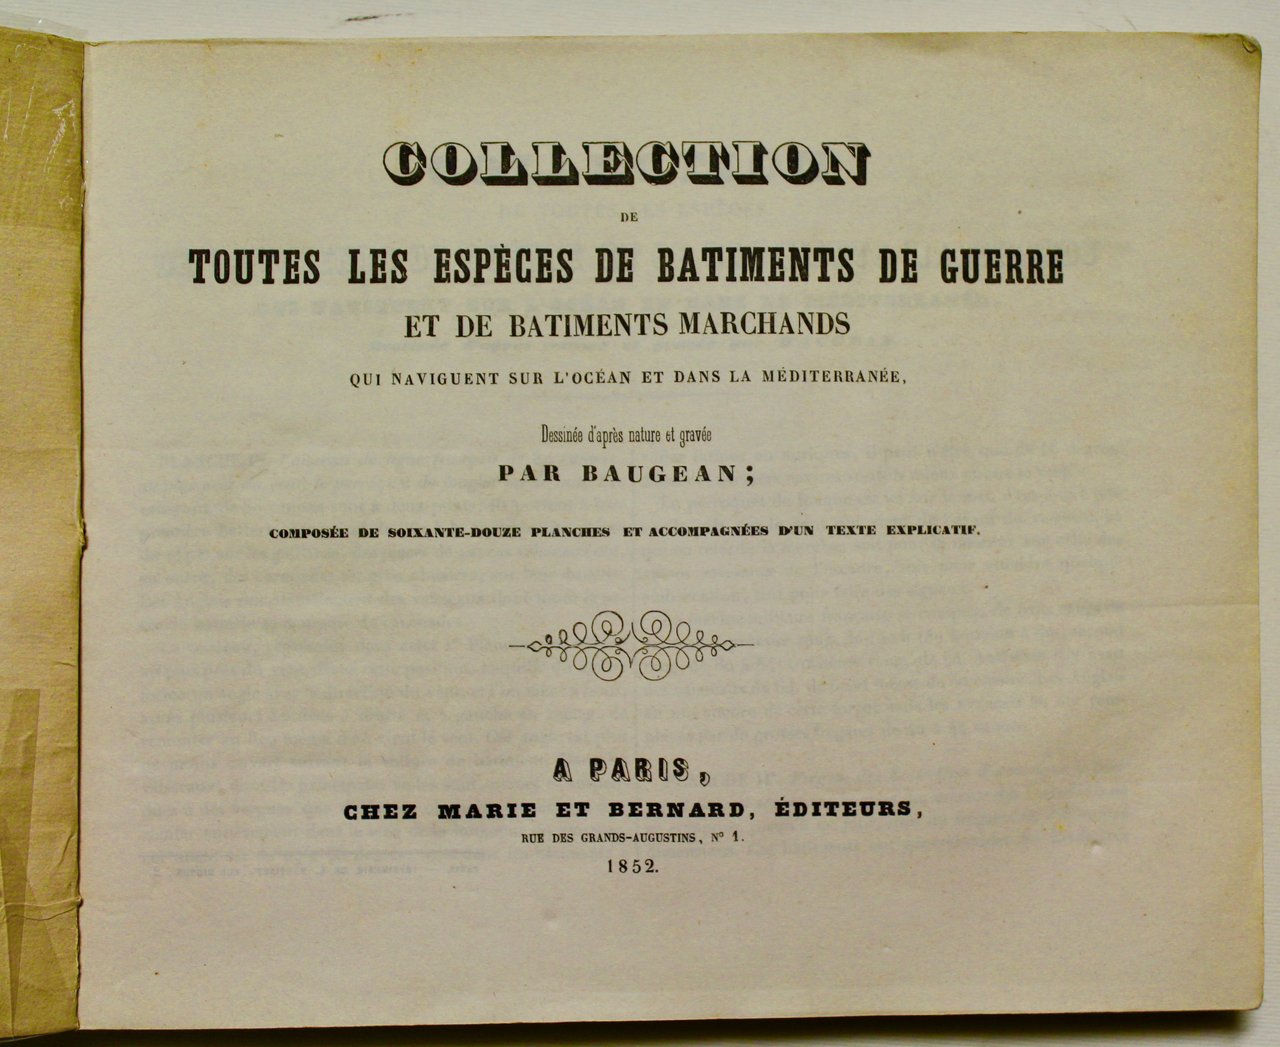 COLLECTION
DE
TOUTES LES ESPÈCES DE BATIMENTS DE GUERRE
ET DE BATIMENTS MARCHANDS
QUI NAVIGUENT SUR L'OCÉAN ET DANS LA MÉDITERRANÉE,
Dessinée d'après nature et gravée
PAR BAUGEAN;
COMPOSÉE DE SOIXANTE-DOUZE PLANCHES ET ACCOMPAGNÉES D'UN TEXTE EXPLICATIF.
A PARIS,
CHEZ MARIE ET BERNARD, ÉDITEURS,
RUE DES GRANDS-AUGUSTINS, Nº 1.
1852.